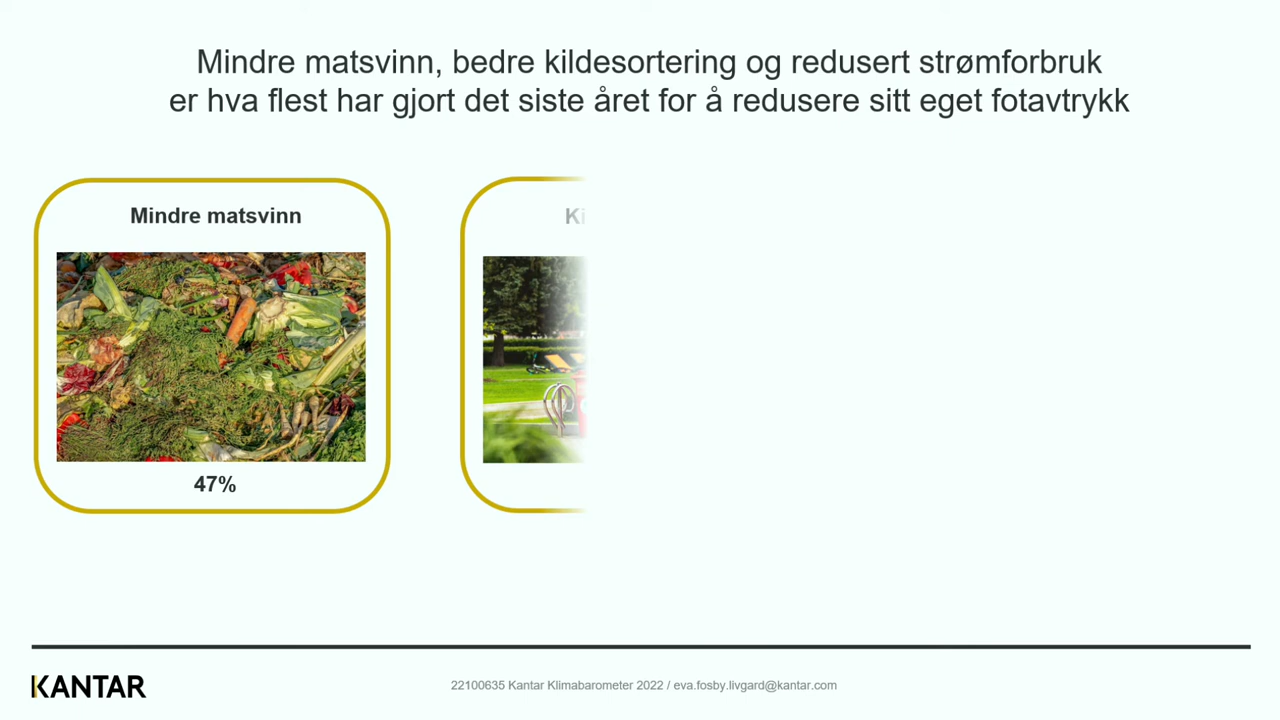 Mindre matsvinn, bedre kildesortering og redusert strømforbruk
er hva flest har gjort det siste året for å redusere sitt eget fotavtrykk
Mindre matsvinn
47%
KANTAR
22100635 Kantar Klimabarometer 2022 / eva.fosby.livgard@kantar.com